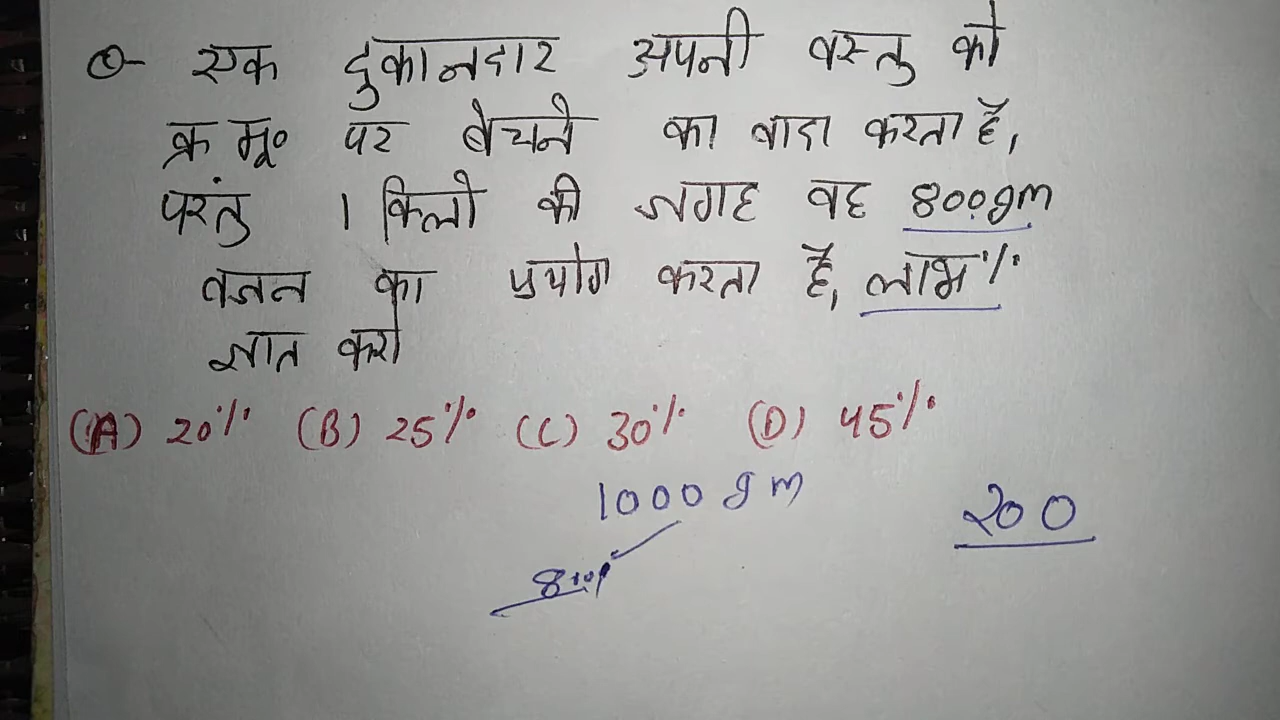 Q- एक दुकानदार अपनी वस्तु को
क्र मू० पर बेचने का वादा करता है,
परंतु 1 किलो की जगह वह 800gm
वजन का प्रयोग करता है, लाभ%
ज्ञात करो
(A) 20% (B) 25% (C) 30% (D) 45%
1000 gm
200